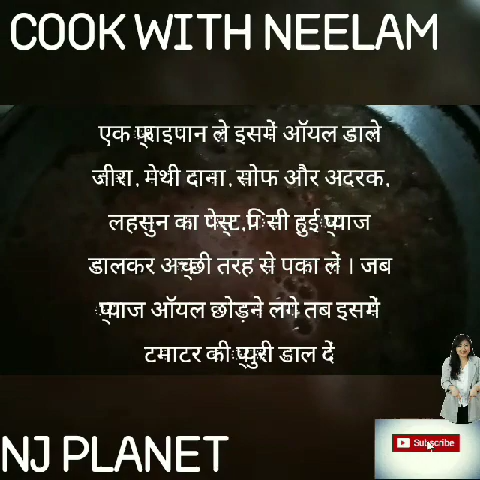 COOK WITH NEELAM
एक फ्राइपान ले इसमें ऑयल डाले
जीरा, मेथी दाना, सोफ और अदरक,
लहसुन का पेस्ट,पिसी हुई प्याज
डालकर अच्छी तरह से पका लें । जब
प्याज ऑयल छोड़ने लगे तब इसमें
टमाटर की प्युरी डाल दें
Subscribe
NJ PLANET